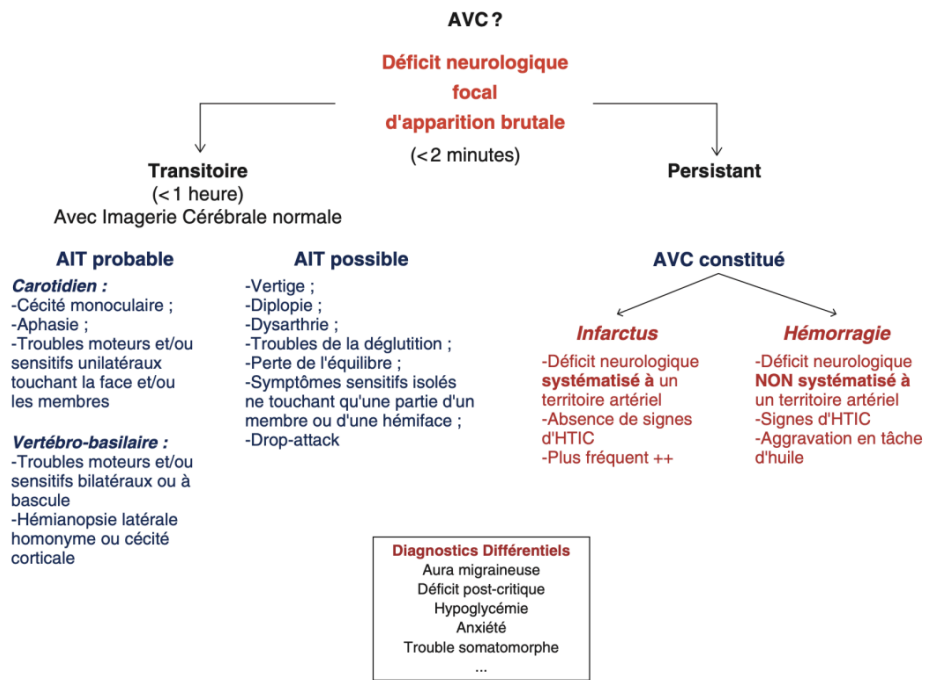 AVC ?
Déficit neurologique
focal
d'apparition brutale
(< 2 minutes)
Transitoire
(< 1 heure)
Avec Imagerie Cérébrale normale
Persistant
AIT probable
Carotidien :
-Cécité monoculaire ;
-Aphasie ;
-Troubles moteurs et/ou
sensitifs unilatéraux
touchant la face et/ou
les membres
Vertébro-basilaire :
-Troubles moteurs et/ou
sensitifs bilatéraux ou à
bascule
-Hémianopsie latérale
homonyme ou cécité
corticale
AIT possible
-Vertige ;
-Diplopie ;
-Dysarthrie ;
-Troubles de la déglutition ;
-Perte de l'équilibre ;
-Symptômes sensitifs isolés
ne touchant qu'une partie d'un
membre ou d'une hémiface ;
-Drop-attack
AVC constitué
Infarctus
-Déficit neurologique
systématisé à un
territoire artériel
-Absence de signes
d'HTIC
-Plus fréquent ++
Hémorragie
-Déficit neurologique
NON systématisé à
un territoire artériel
-Signes d'HTIC
-Aggravation en tâche
d'huile
Diagnostics Différentiels
Aura migraineuse
Déficit post-critique
Hypoglycémie
Anxiété
Trouble somatomorphe
...